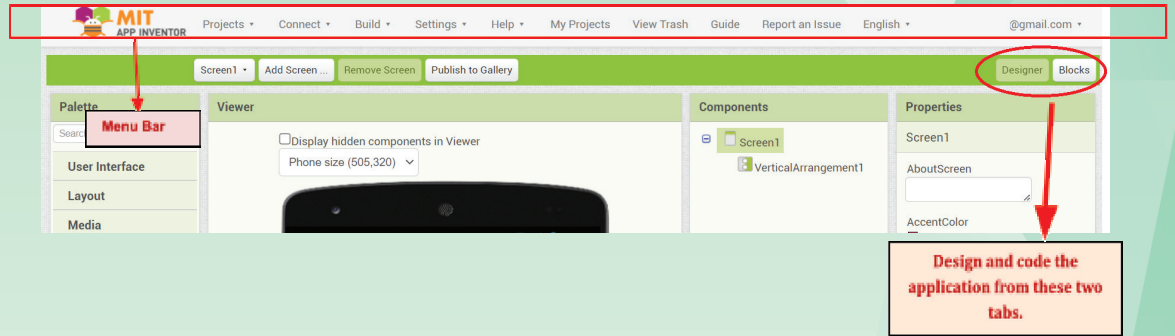 MIT
APP INVENTOR
Projects Connect Build Settings Help My Projects View Trash Guide Report an Issue English @gmail.com
Screen1 Add Screen ... Remove Screen Publish to Gallery Designer Blocks
Palette Viewer Components Properties
Menu Bar
Display hidden components in Viewer
Phone size (505,320)
Screen1
VerticalArrangement1
Screen1
User Interface
Layout
Media
AboutScreen
AccentColor
Design and code the
application from these two
tabs.